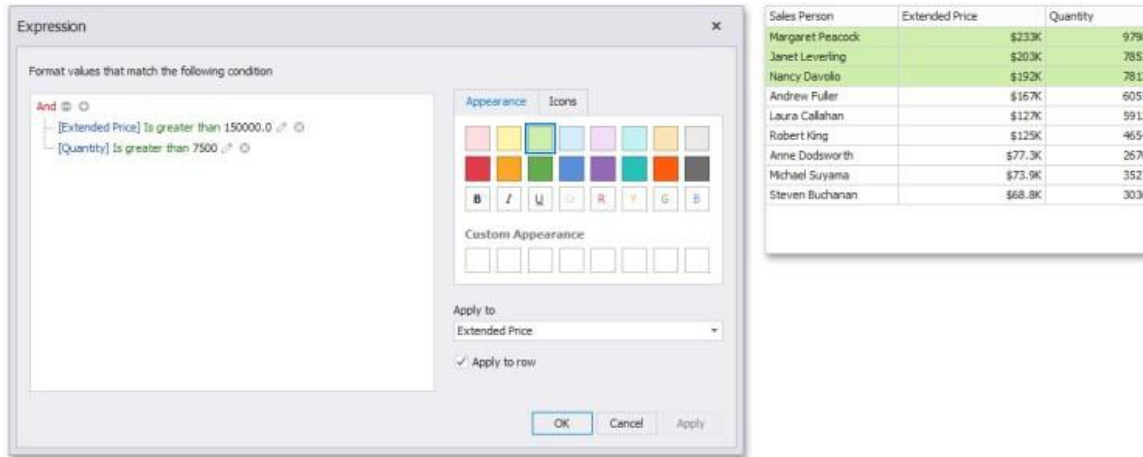 Expression
Format values that match the following condition
And
[Extended Price] Is greater than 150000.0
[Quantity] Is greater than 7500
Appearance Icons
B I U R Y G B
Custom Appearance
Apply to
Extended Price
Apply to row
OK Cancel Apply
Sales Person Extended Price Quantity
Margaret Peacock $233K
Janet Leverling $203K
Nancy Davolio $192K
Andrew Fuller $167K
Laura Callahan $127K
Robert King $125K
Anne Dodsworth $77.3K
Michael Suyama $73.9K
Steven Buchanan $68.8K